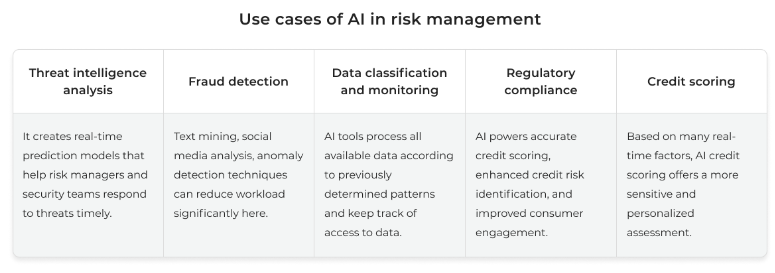 Use cases of AI in risk management
Threat intelligence
analysis
Fraud detection
Data classification
and monitoring
Regulatory
compliance
Credit scoring
It creates real-time
prediction models that
help risk managers and
security teams respond
to threats timely.
Text mining, social
media analysis, anomaly
detection techniques
can reduce workload
significantly here.
AI tools process all
available data according
to previously
determined patterns
and keep track of
access to data.
AI powers accurate
credit scoring,
enhanced credit risk
identification, and
improved consumer
engagement.
Based on many real-
time factors, AI credit
scoring offers a more
sensitive and
personalized
assessment.